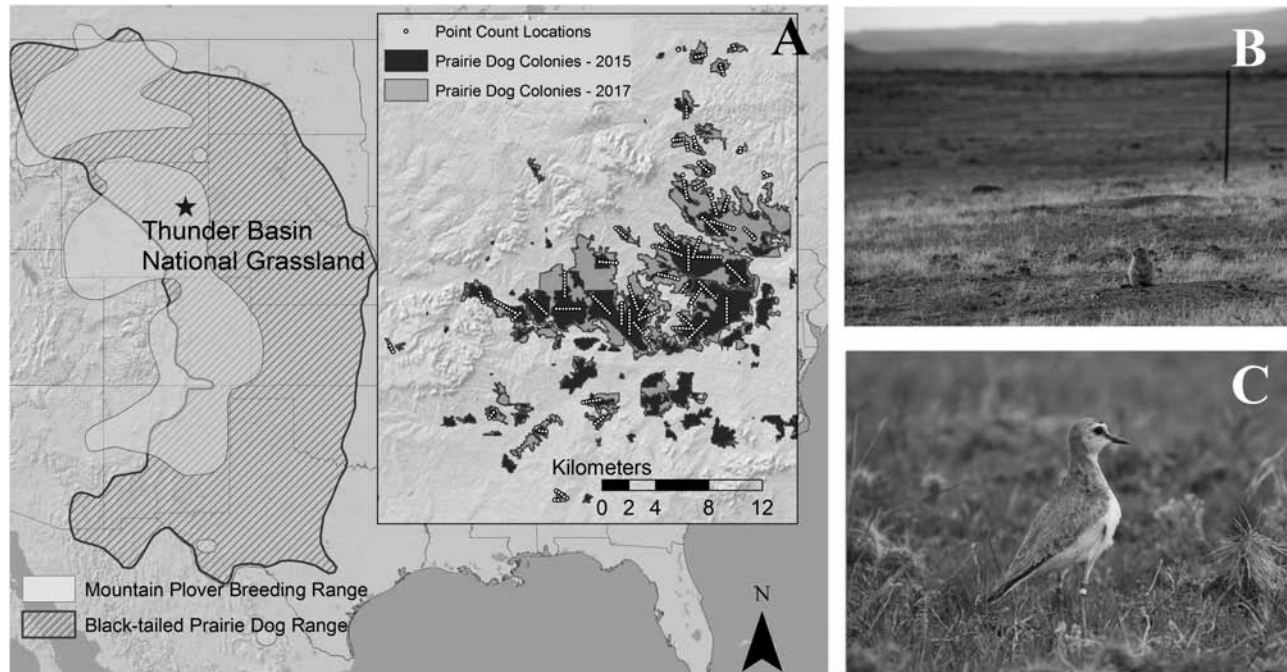 Point Count Locations
A
Prairie Dog Colonies - 2015
Prairie Dog Colonies - 2017
Thunder Basin
National Grassland
Kilometers
0 2 4 8 12
Mountain Plover Breeding Range
Black-tailed Prairie Dog Range
N
B
C